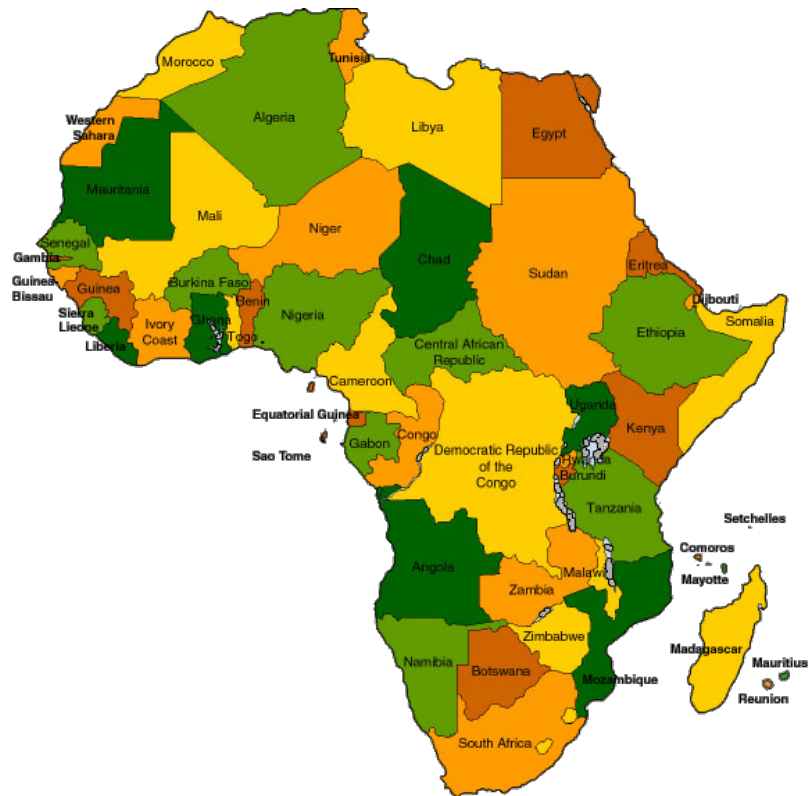 Morocco
Tunisia
Algeria
Libya
Egypt
Western
Sahara
Mauritania
Mali
Niger
Chad
Sudan
Eritrea
Senegal
Gambia
Guinea
Bissau
Guinea
Burkina Faso
Benin
Djibouti
Somalia
Sierra
Lieone
Ivory
Coast
Ghana
Togo
Nigeria
Ethiopia
Liberia
Central African
Republic
Cameroon
Uganda
Kenya
Equatorial Guinea
Gabon
Congo
Sao Tome
Democratic Republic
of the
Congo
Rwanda
Burundi
Tanzania
Setchelles
Comoros
Mayotte
Angola
Zambia
Malawi
Zimbabwe
Madagascar
Mauritius
Reunion
Namibia
Botswana
Mozambique
South Africa